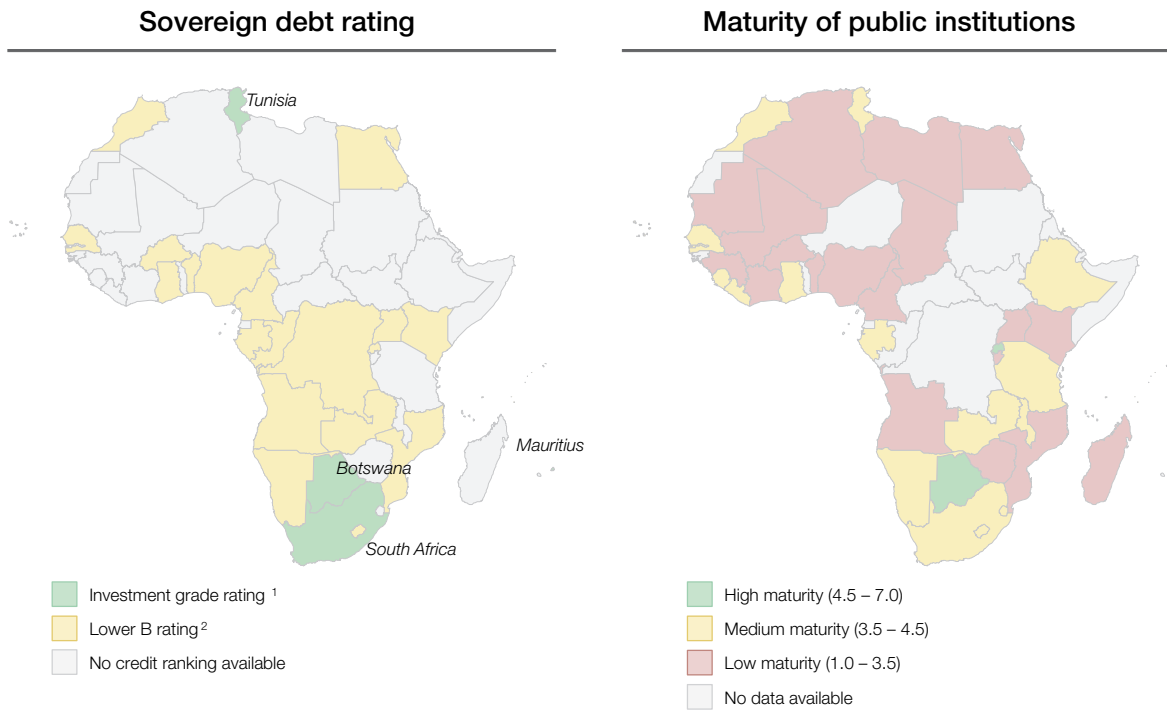 Sovereign debt rating
Tunisia
Mauritius
Botswana
South Africa
Investment grade rating ¹
Lower B rating ²
No credit ranking available
Maturity of public institutions
High maturity (4.5 – 7.0)
Medium maturity (3.5 – 4.5)
Low maturity (1.0 – 3.5)
No data available